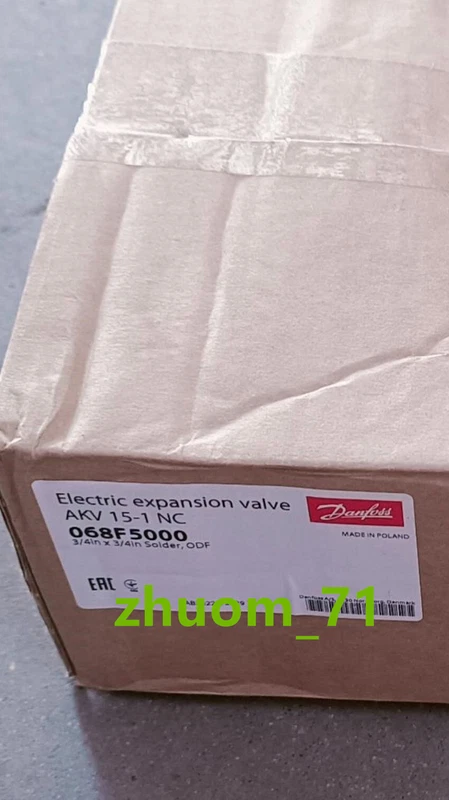 Electric expansion valve
AKV 15-1 NC
068F5000
3/4in x 3/4in Solder, ODF
Danfoss
MADE IN POLAND
EAC
zhuom_71